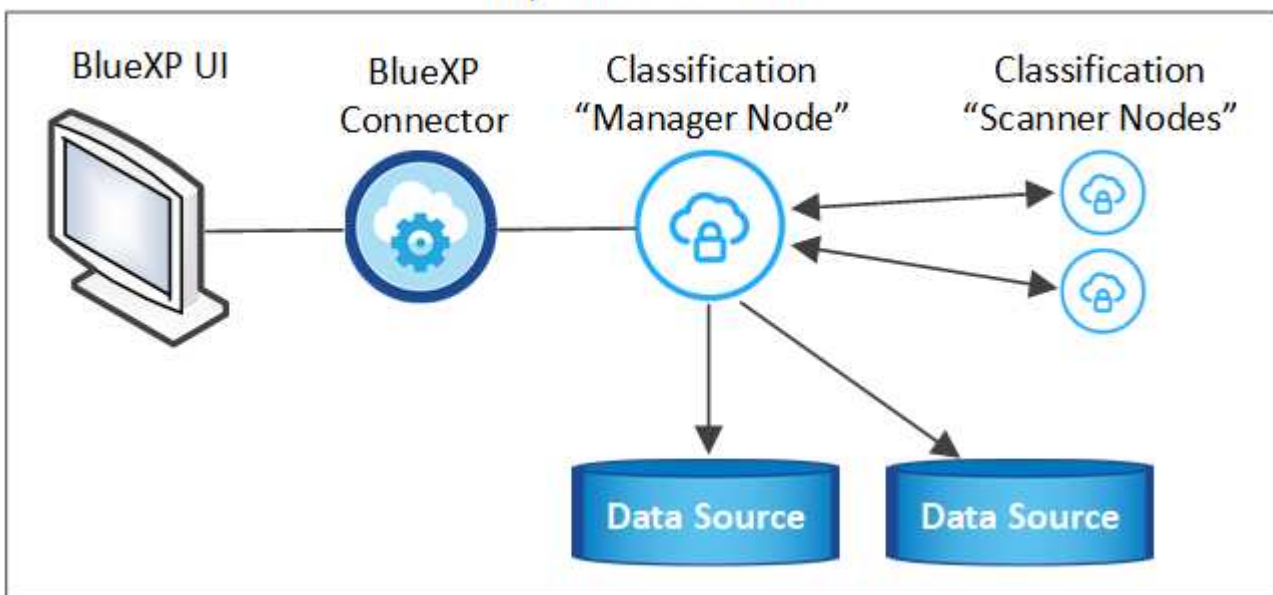 BlueXP UI
BlueXP
Connector
Classification
“Manager Node”
Classification
“Scanner Nodes”
Data Source
Data Source